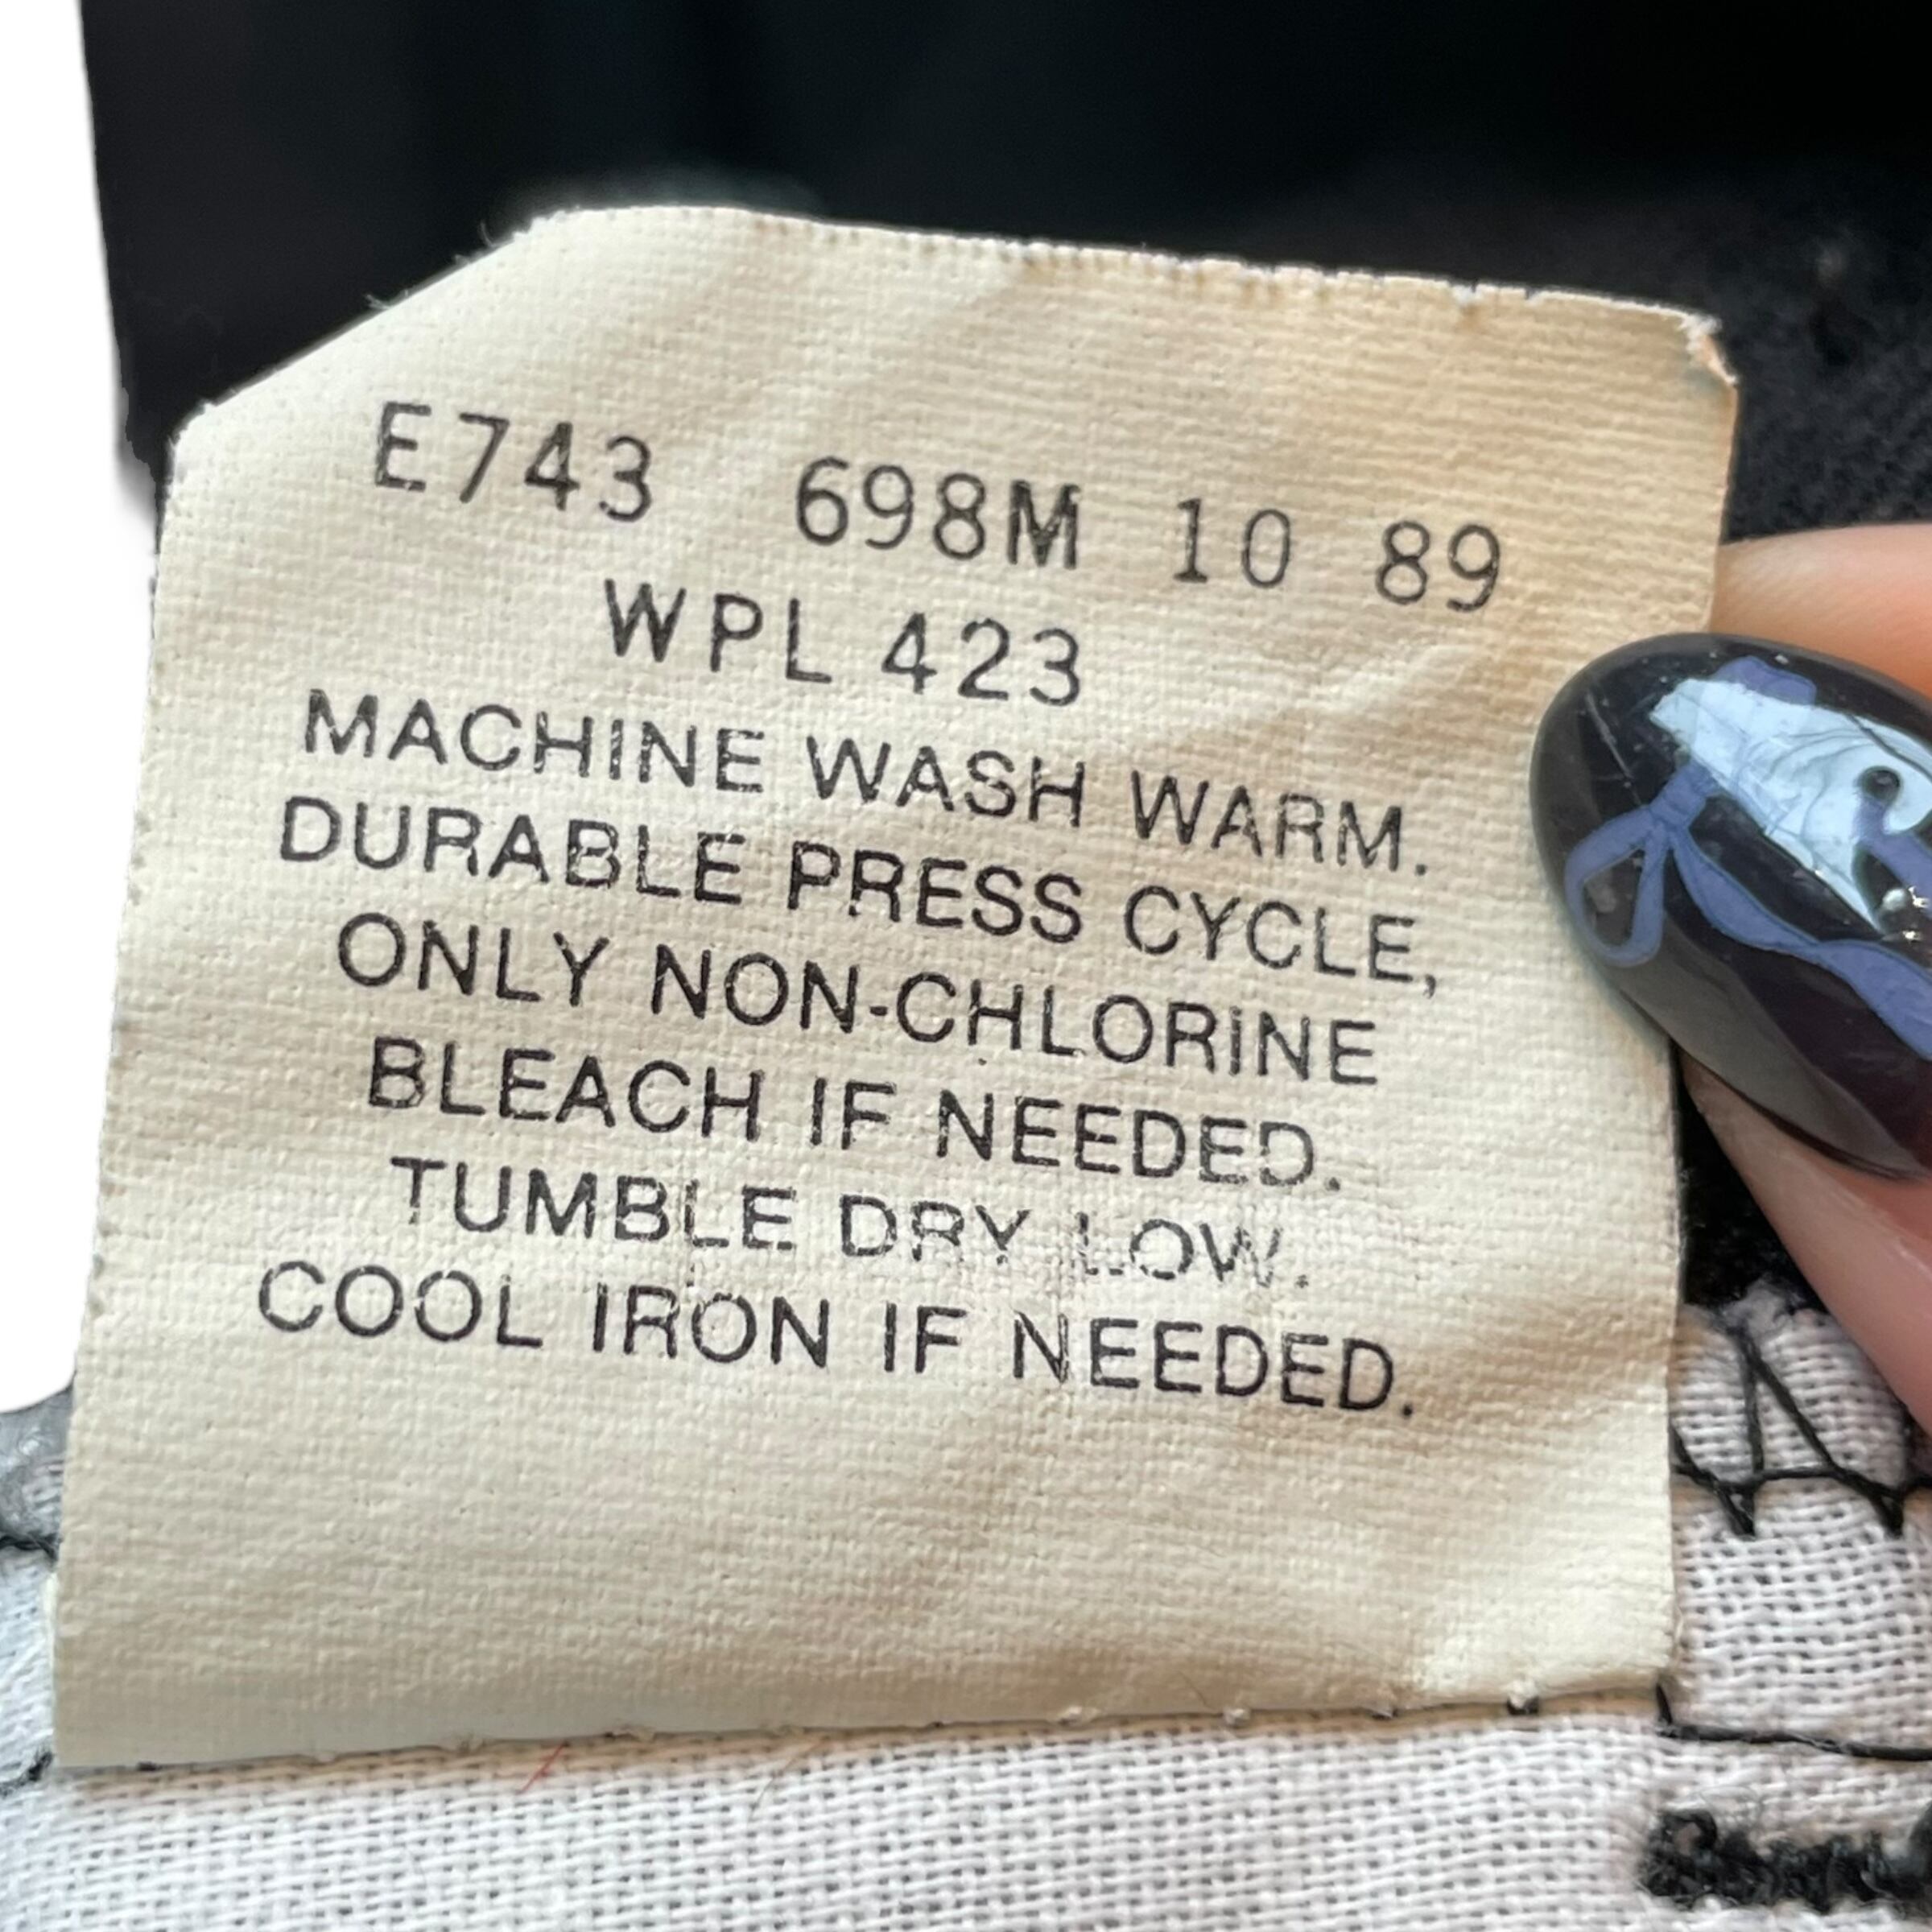 E743 698M 10 89
WPL 423
MACHINE WASH WARM.
DURABLE PRESS CYCLE,
ONLY NON-CHLORINE
BLEACH IF NEEDED.
TUMBLE DRY LOW.
COOL IRON IF NEEDED.